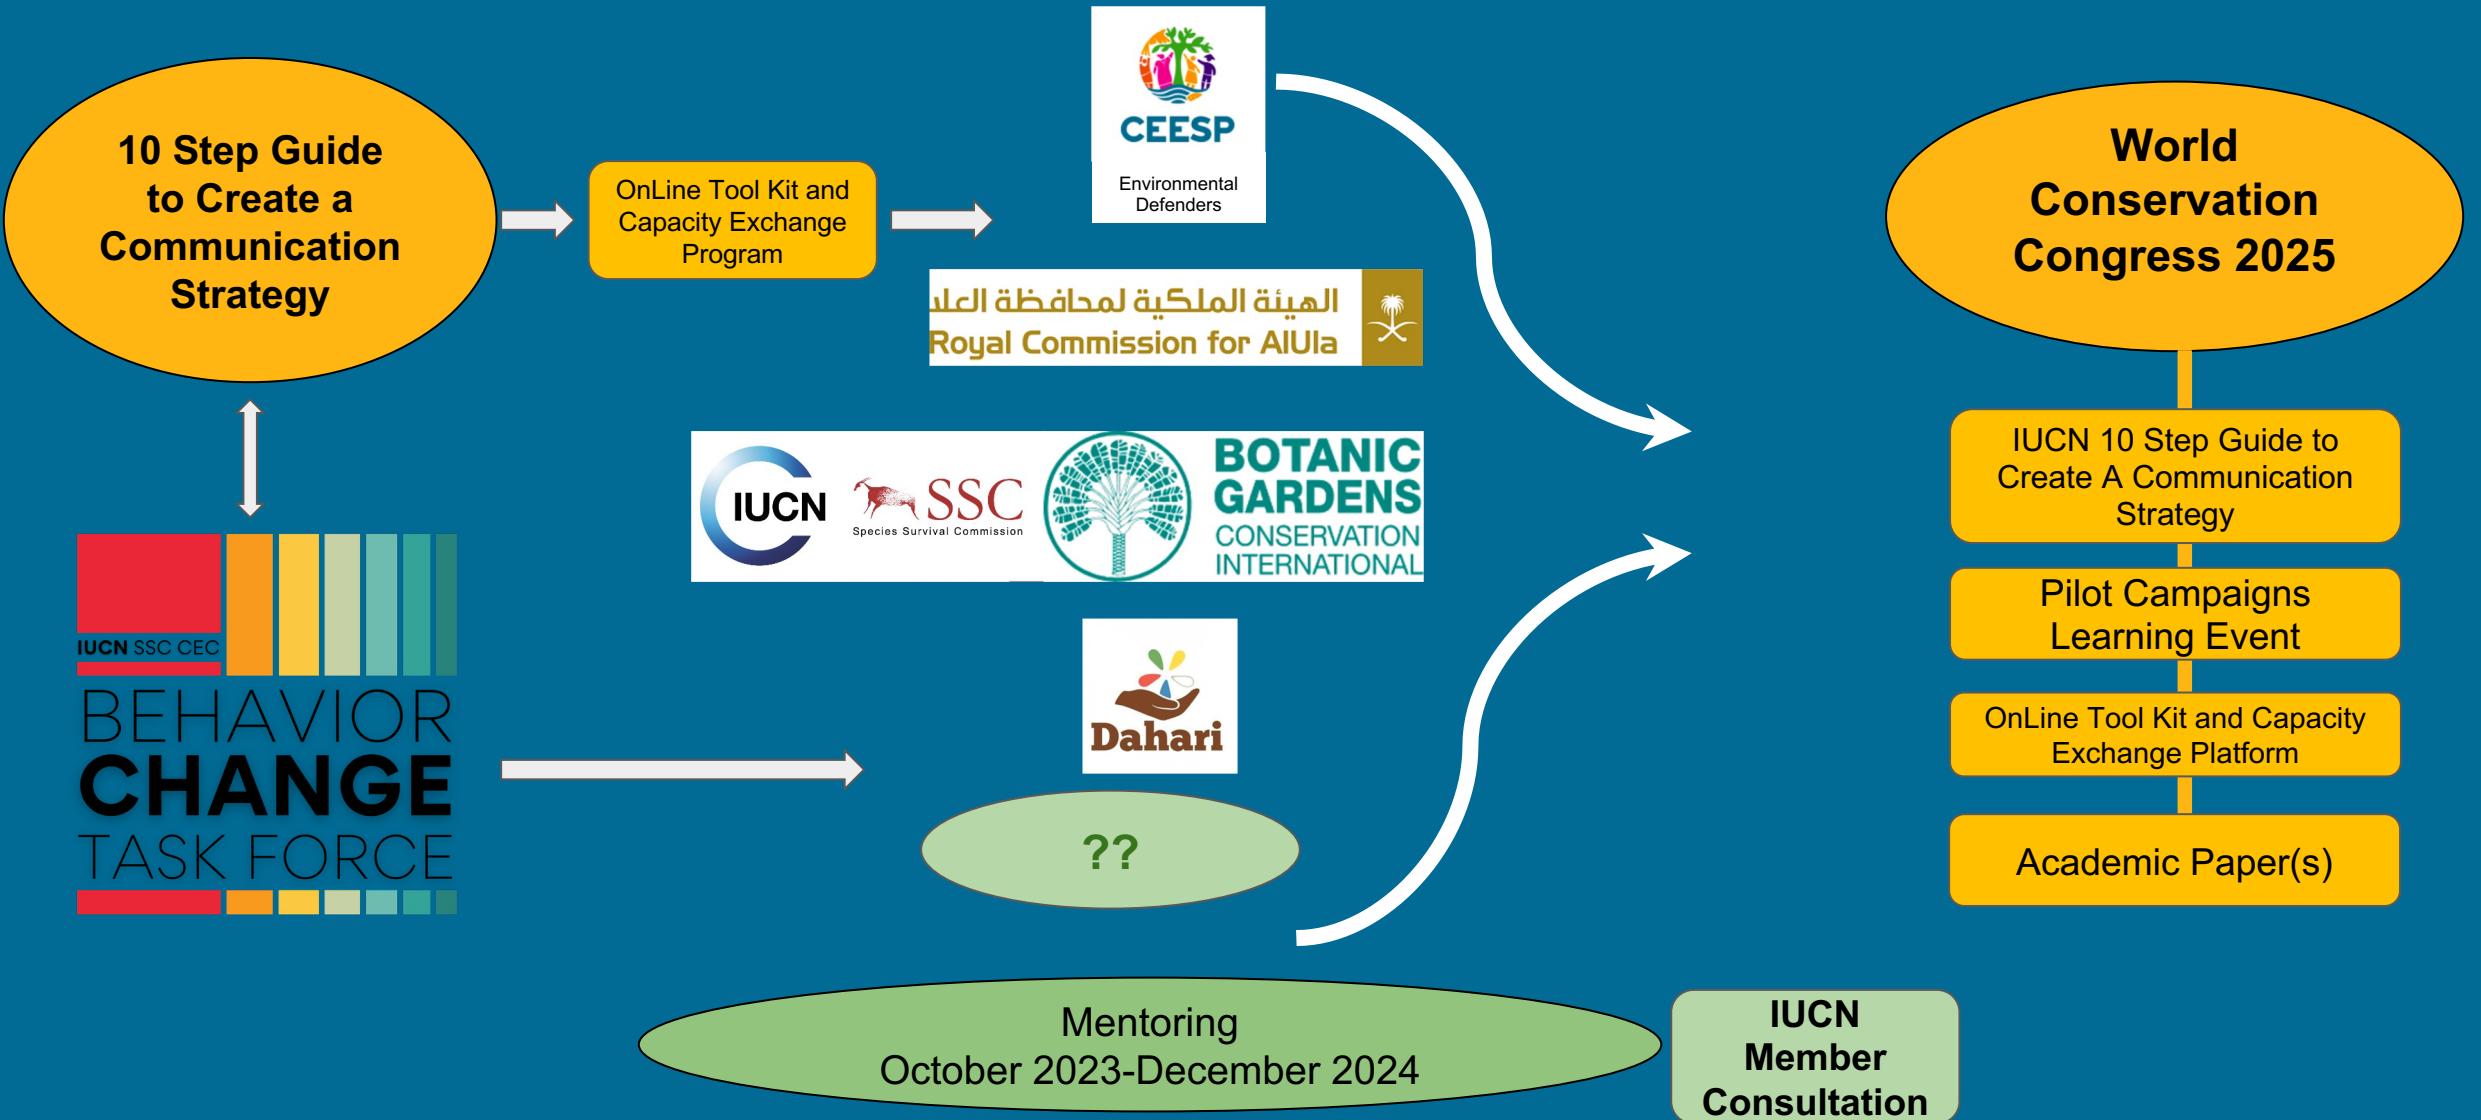 10 Step Guide
to Create a
Communication
Strategy
OnLine Tool Kit and
Capacity Exchange
Program
CEESP
Environmental
Defenders
الهيئة الملكية لمحافظة العلا
Royal Commission for AlUla
IUCN
SSC
Species Survival Commission
BOTANIC
GARDENS
CONSERVATION
INTERNATIONAL
IUCN SSC CEC
BEHAVIOR
CHANGE
TASK FORCE
Dahari
??
Mentoring
October 2023-December 2024
IUCN
Member
Consultation
World
Conservation
Congress 2025
IUCN 10 Step Guide to
Create A Communication
Strategy
Pilot Campaigns
Learning Event
OnLine Tool Kit and Capacity
Exchange Platform
Academic Paper(s)